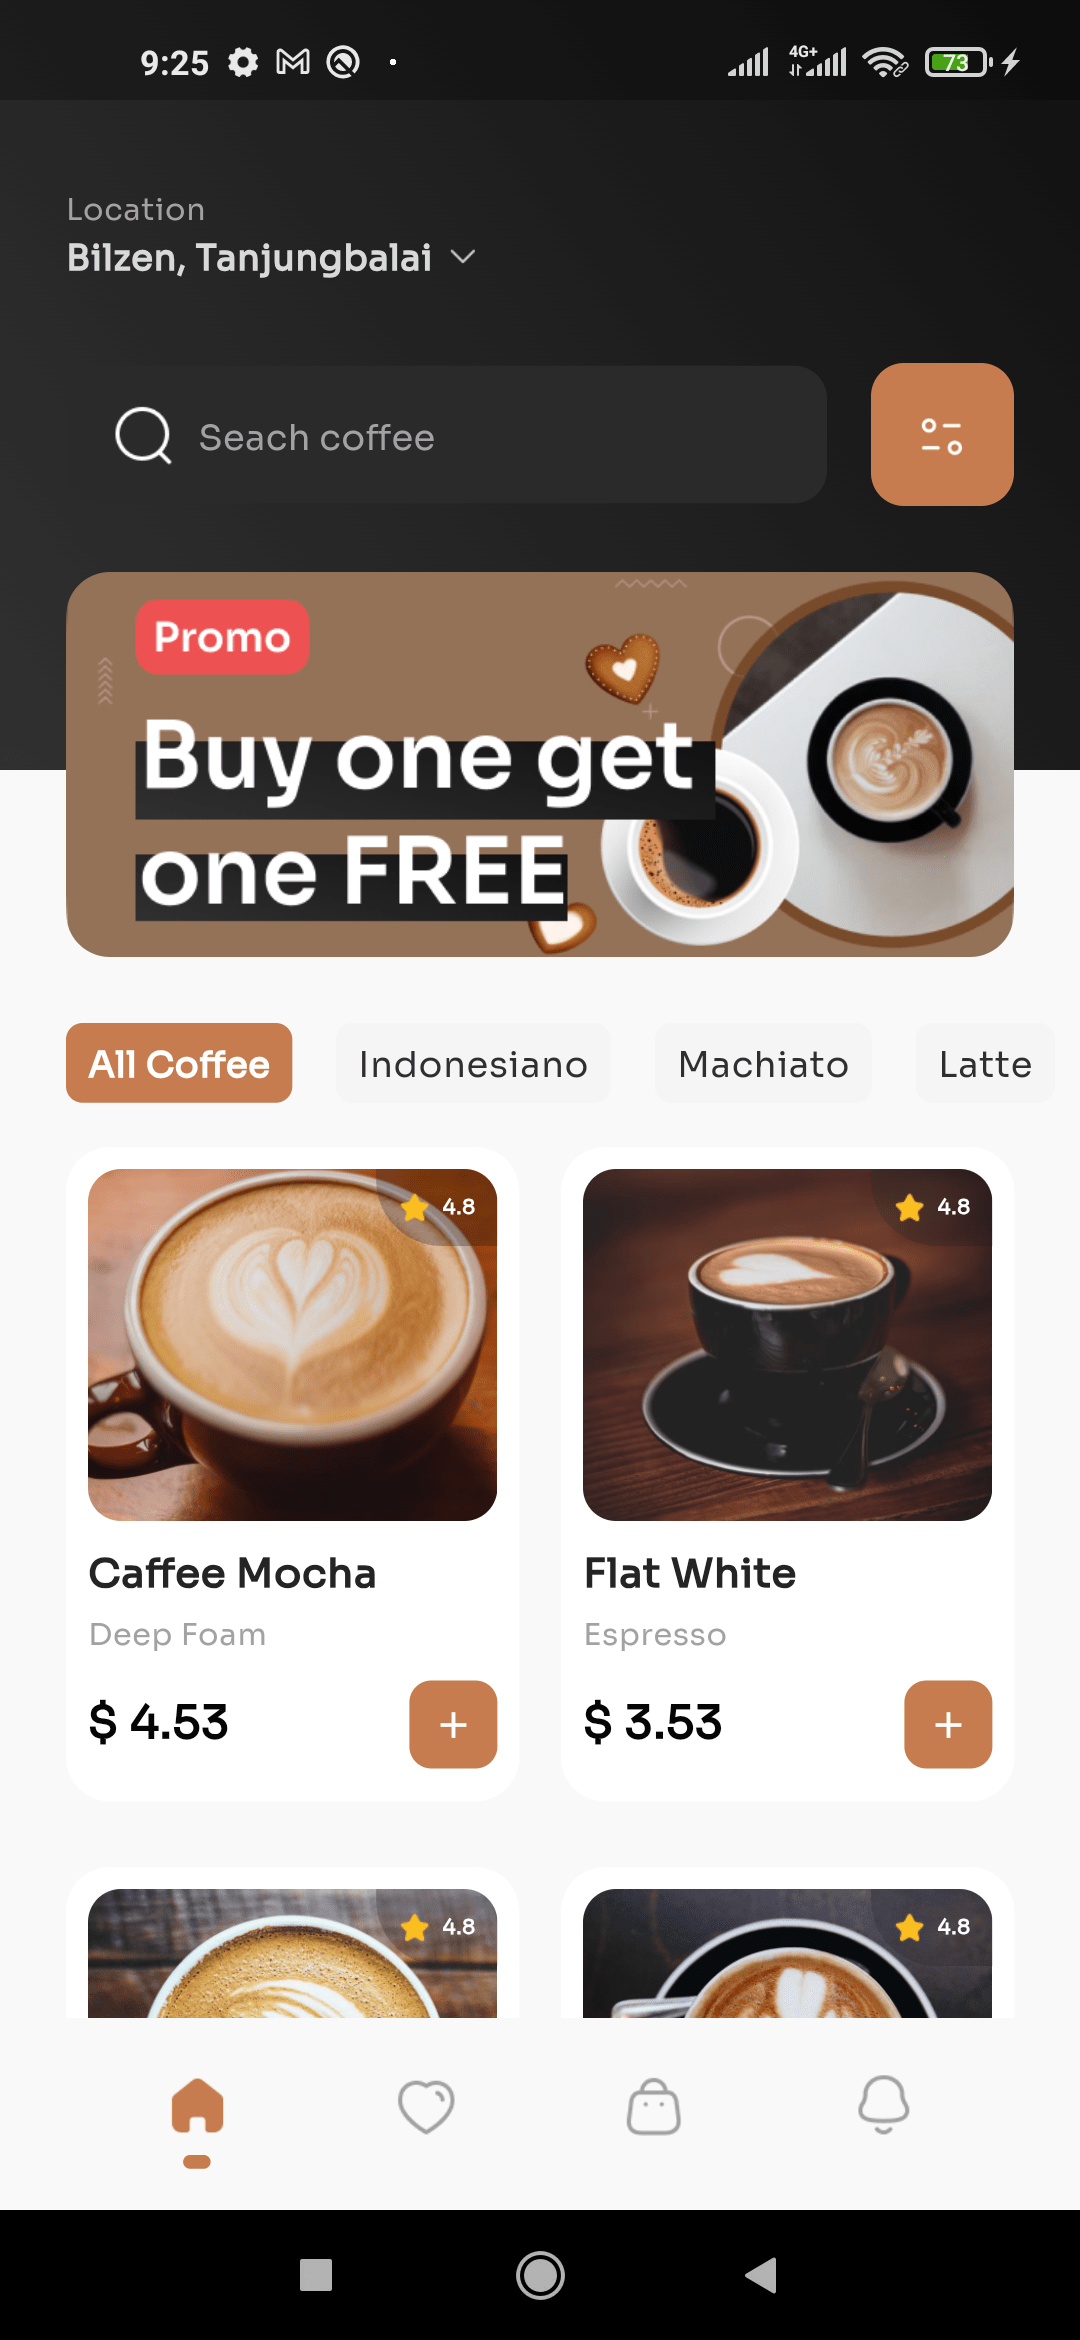 9:25
4G+
73
Location
Bilzen, Tanjungbalai
Seach coffee
Promo
Buy one get
one FREE
All Coffee
Indonesiano
Machiato
Latte
4.8
4.8
Caffee Mocha
Flat White
Deep Foam
Espresso
$ 4.53
+
$ 3.53
+
4.8
4.8